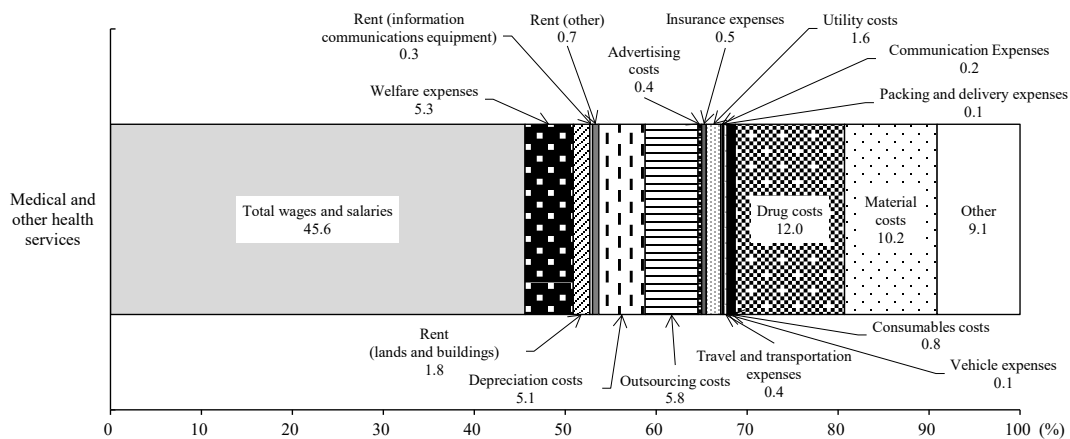 Rent (information
communications equipment)
0.3
Rent (other)
0.7
Insurance expenses
0.5
Utility costs
1.6
Advertising
costs
0.4
Communication Expenses
0.2
Welfare expenses
5.3
Packing and delivery expenses
0.1
Medical and
other health
services
Total wages and salaries
45.6
Drug costs
12.0
Material
costs
10.2
Other
9.1
Rent
(lands and buildings)
1.8
Depreciation costs
5.1
Outsourcing costs
5.8
Travel and transportation
expenses
0.4
Consumables costs
0.8
Vehicle expenses
0.1
0 10 20 30 40 50 60 70 80 90 100 (%)